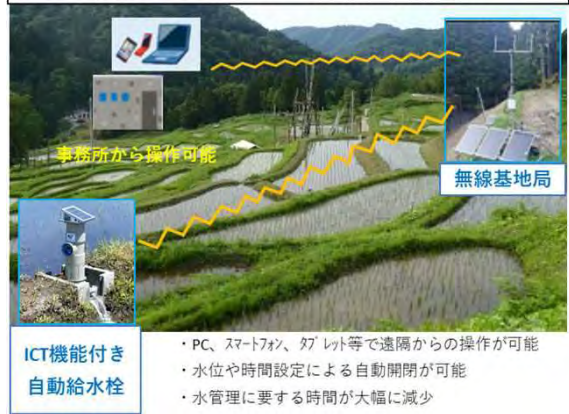 事務所から操作可能
無線基地局
ICT機能付き
自動給水栓
・PC、スマートフォン、タブレット等で遠隔からの操作が可能
・水位や時間設定による自動開閉が可能
・水管理に要する時間が大幅に減少